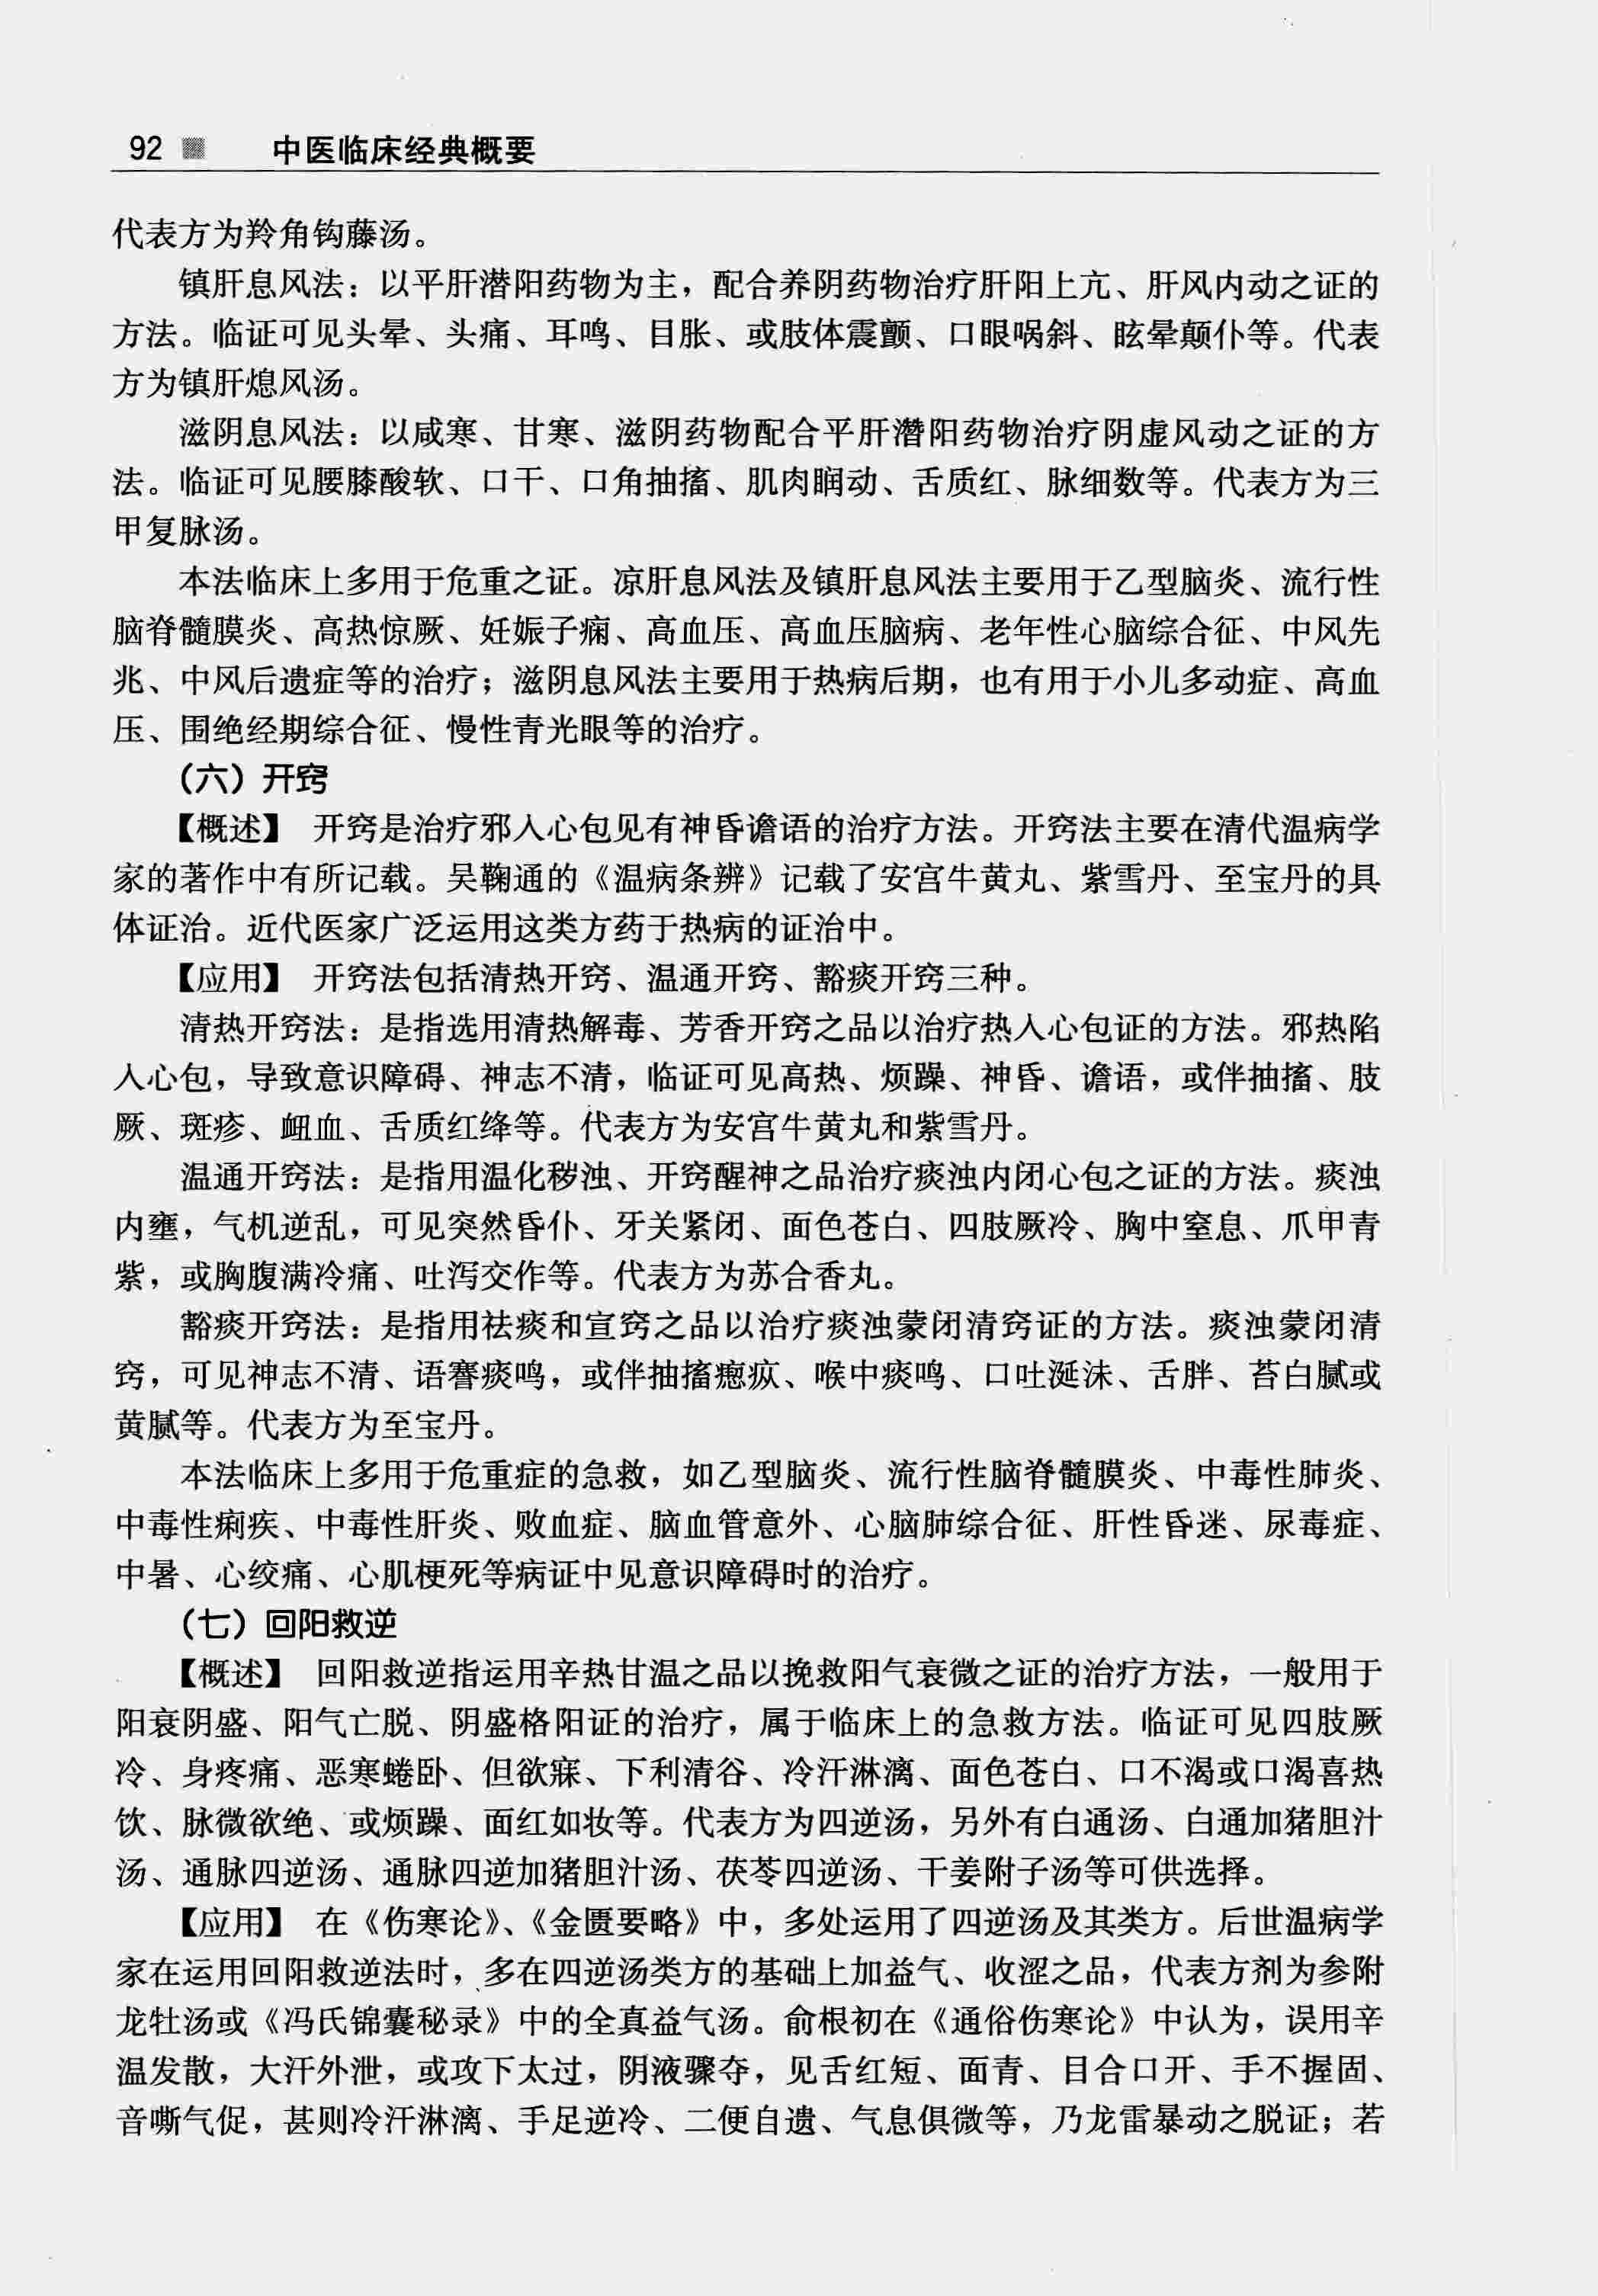 92 中医临床经典概要
代表方为羚角钩藤汤。
镇肝息风法：以平肝潜阳药物为主，配合养阴药物治疗肝阳上亢、肝风内动之证的
方法。临证可见头晕、头痛、耳鸣、目胀、或肢体震颤、口眼㖞斜、眩晕颠仆等。代表
方为镇肝熄风汤。
滋阴息风法：以咸寒、甘寒、滋阴药物配合平肝潜阳药物治疗阴虚风动之证的方
法。临证可见腰膝酸软、口干、口角抽搐、肌肉瞤动、舌质红、脉细数等。代表方为三
甲复脉汤。
本法临床上多用于危重之证。凉肝息风法及镇肝息风法主要用于乙型脑炎、流行性
脑脊髓膜炎、高热惊厥、妊娠子痫、高血压、高血压脑病、老年性心脑综合征、中风先
兆、中风后遗症等的治疗；滋阴息风法主要用于热病后期，也有用于小儿多动症、高血
压、围绝经期综合征、慢性青光眼等的治疗。
（六）开窍
【概述】 开窍是治疗邪入心包见有神昏谵语的治疗方法。开窍法主要在清代温病学
家的著作中有所记载。吴鞠通的《温病条辨》记载了安宫牛黄丸、紫雪丹、至宝丹的具
体证治。近代医家广泛运用这类方药于热病的证治中。
【应用】 开窍法包括清热开窍、温通开窍、豁痰开窍三种。
清热开窍法：是指选用清热解毒、芳香开窍之品以治疗热入心包证的方法。邪热陷
入心包，导致意识障碍、神志不清，临证可见高热、烦躁、神昏、谵语，或伴抽搐、肢
厥、斑疹、衄血、舌质红绛等。代表方为安宫牛黄丸和紫雪丹。
温通开窍法：是指用温化秽浊、开窍醒神之品治疗痰浊内闭心包之证的方法。痰浊
内壅，气机逆乱，可见突然昏仆、牙关紧闭、面色苍白、四肢厥冷、胸中窒息、爪甲青
紫，或胸腹满冷痛、吐泻交作等。代表方为苏合香丸。
豁痰开窍法：是指用祛痰和宣窍之品以治疗痰浊蒙闭清窍证的方法。痰浊蒙闭清
窍，可见神志不清、语謇痰鸣，或伴抽搐瘛疭、喉中痰鸣、口吐涎沫、舌胖、苔白腻或
黄腻等。代表方为至宝丹。
本法临床上多用于危重症的急救，如乙型脑炎、流行性脑脊髓膜炎、中毒性肺炎、
中毒性痢疾、中毒性肝炎、败血症、脑血管意外、心脑肺综合征、肝性昏迷、尿毒症、
中暑、心绞痛、心肌梗死等病证中见意识障碍时的治疗。
（七）回阳救逆
【概述】 回阳救逆指运用辛热甘温之品以挽救阳气衰微之证的治疗方法，一般用于
阳衰阴盛、阳气亡脱、阴盛格阳证的治疗，属于临床上的急救方法。临证可见四肢厥
冷、身疼痛、恶寒蜷卧、但欲寐、下利清谷、冷汗淋漓、面色苍白、口不渴或口渴喜热
饮、脉微欲绝、或烦躁、面红如妆等。代表方为四逆汤，另外有白通汤、白通加猪胆汁
汤、通脉四逆汤、通脉四逆加猪胆汁汤、茯苓四逆汤、干姜附子汤等可供选择。
【应用】 在《伤寒论》、《金匮要略》中，多处运用了四逆汤及其类方。后世温病学
家在运用回阳救逆法时，多在四逆汤类方的基础上加益气、收涩之品，代表方剂为参附
龙牡汤或《冯氏锦囊秘录》中的全真益气汤。俞根初在《通俗伤寒论》中认为，误用辛
温发散，大汗外泄，或攻下太过，阴液骤夺，见舌红短、面青、目合口开、手不握固、
音嘶气促，甚则冷汗淋漓、手足逆冷、二便自遗、气息俱微等，乃龙雷暴动之脱证；若